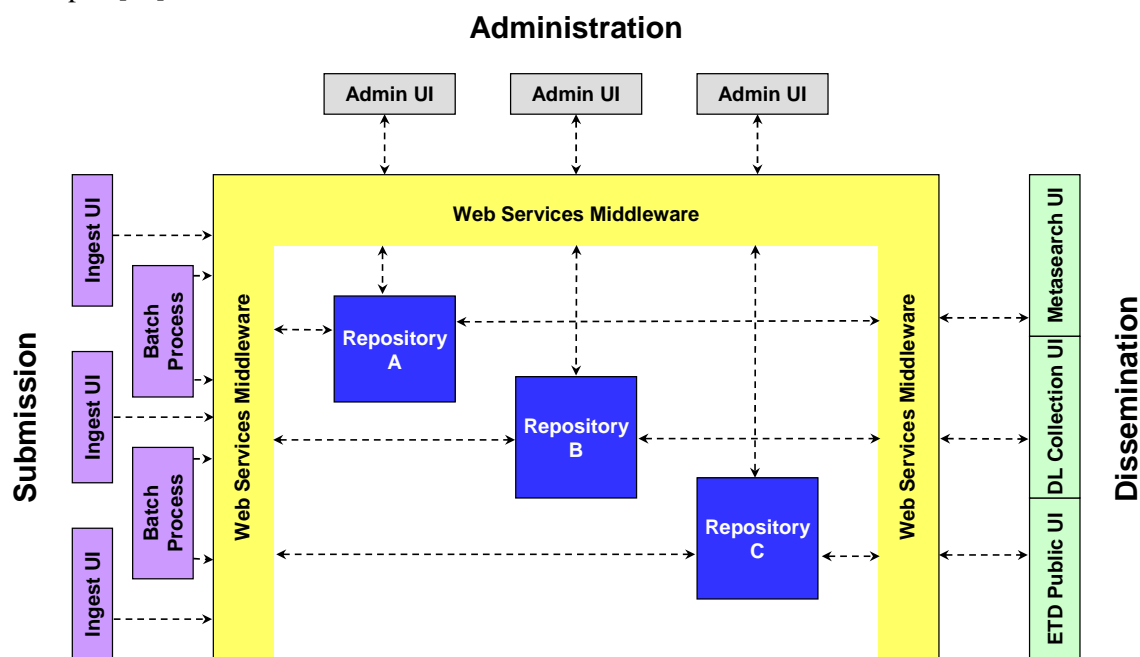 Administration
Admin UI
Admin UI
Admin UI
Web Services Middleware
Submission
Ingest UI
Batch
Process
Ingest UI
Batch
Process
Ingest UI
Web Services Middleware
Repository
A
Repository
B
Repository
C
Web Services Middleware
Metasearch UI
DL Collection UI
ETD Public UI
Dissemination